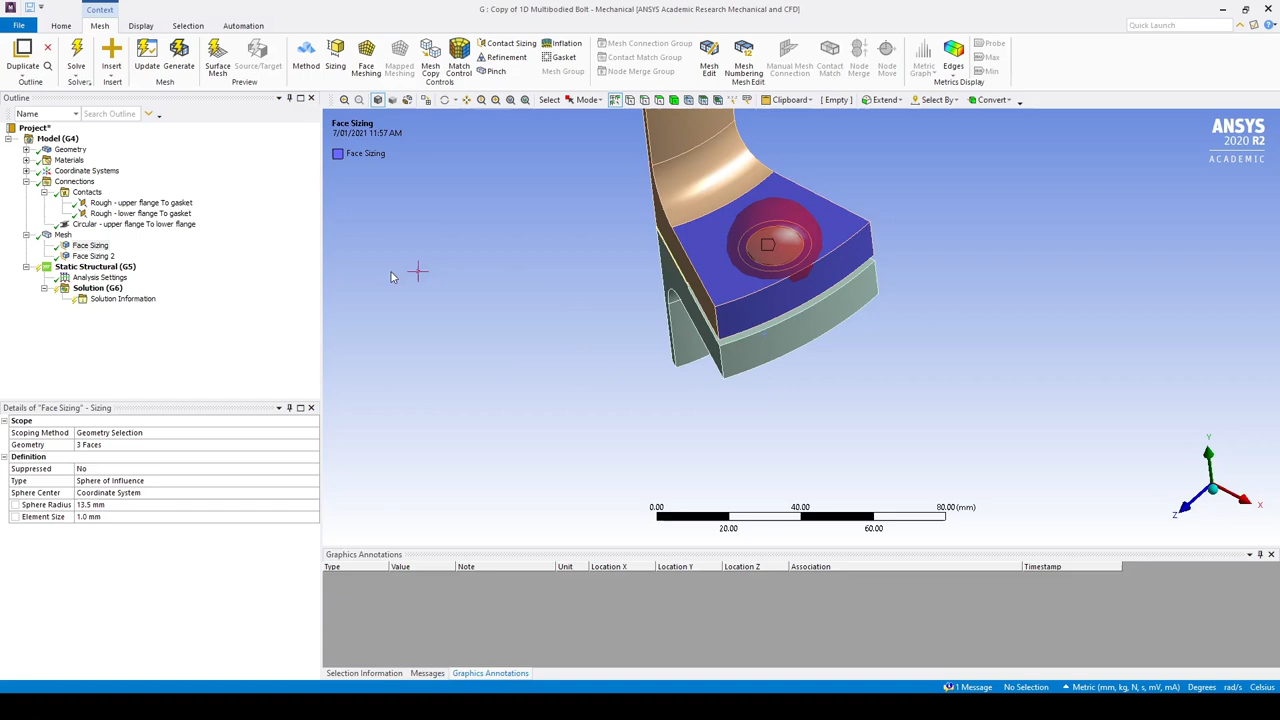 G : Copy of 1D Multibodied Bolt - Mechanical [ANSYS Academic Research Mechanical and CFD]
Context
File Home Mesh Display Selection Automation Quick Launch
Duplicate Solve Insert Update Generate Surface Mesh Source/Target Method Sizing Face Meshing Mapped Meshing Mesh Copy Match Control Contact Sizing Inflation Mesh Connection Group Mesh Edit Mesh Numbering Manual Mesh Connection Contact Match Node Merge Node Move Metric Graph Edges Probe
Refinement Gasket Contact Match Group Max
Pinch Mesh Group Node Merge Group Min
Outline Solver Mesh Preview Controls Mesh Edit Metrics Display
Outline
Select Mode Clipboard [ Empty ] Extend Select By Convert
Name Search Outline
Project*
Model (G4)
Geometry
Materials
Coordinate Systems
Connections
Contacts
Rough - upper flange To gasket
Rough - lower flange To gasket
Circular - upper flange To lower flange
Mesh
Face Sizing
Face Sizing 2
Static Structural (G5)
Analysis Settings
Solution (G6)
Solution Information
Face Sizing
7/01/2021 11:57 AM
Face Sizing
ANSYS
2020 R2
ACADEMIC
Details of "Face Sizing" - Sizing
Scope
Scoping Method Geometry Selection
Geometry 3 Faces
Definition
Suppressed No
Type Sphere of Influence
Sphere Center Coordinate System
Sphere Radius 13.5 mm
Element Size 1.0 mm
Y
X
Z
0.00 40.00 80.00 (mm)
20.00 60.00
Graphics Annotations
Type Value Note Unit Location X Location Y Location Z Association Timestamp
Selection Information Messages Graphics Annotations
1 Message No Selection Metric (mm, kg, N, s, mV, mA) Degrees rad/s Celsius